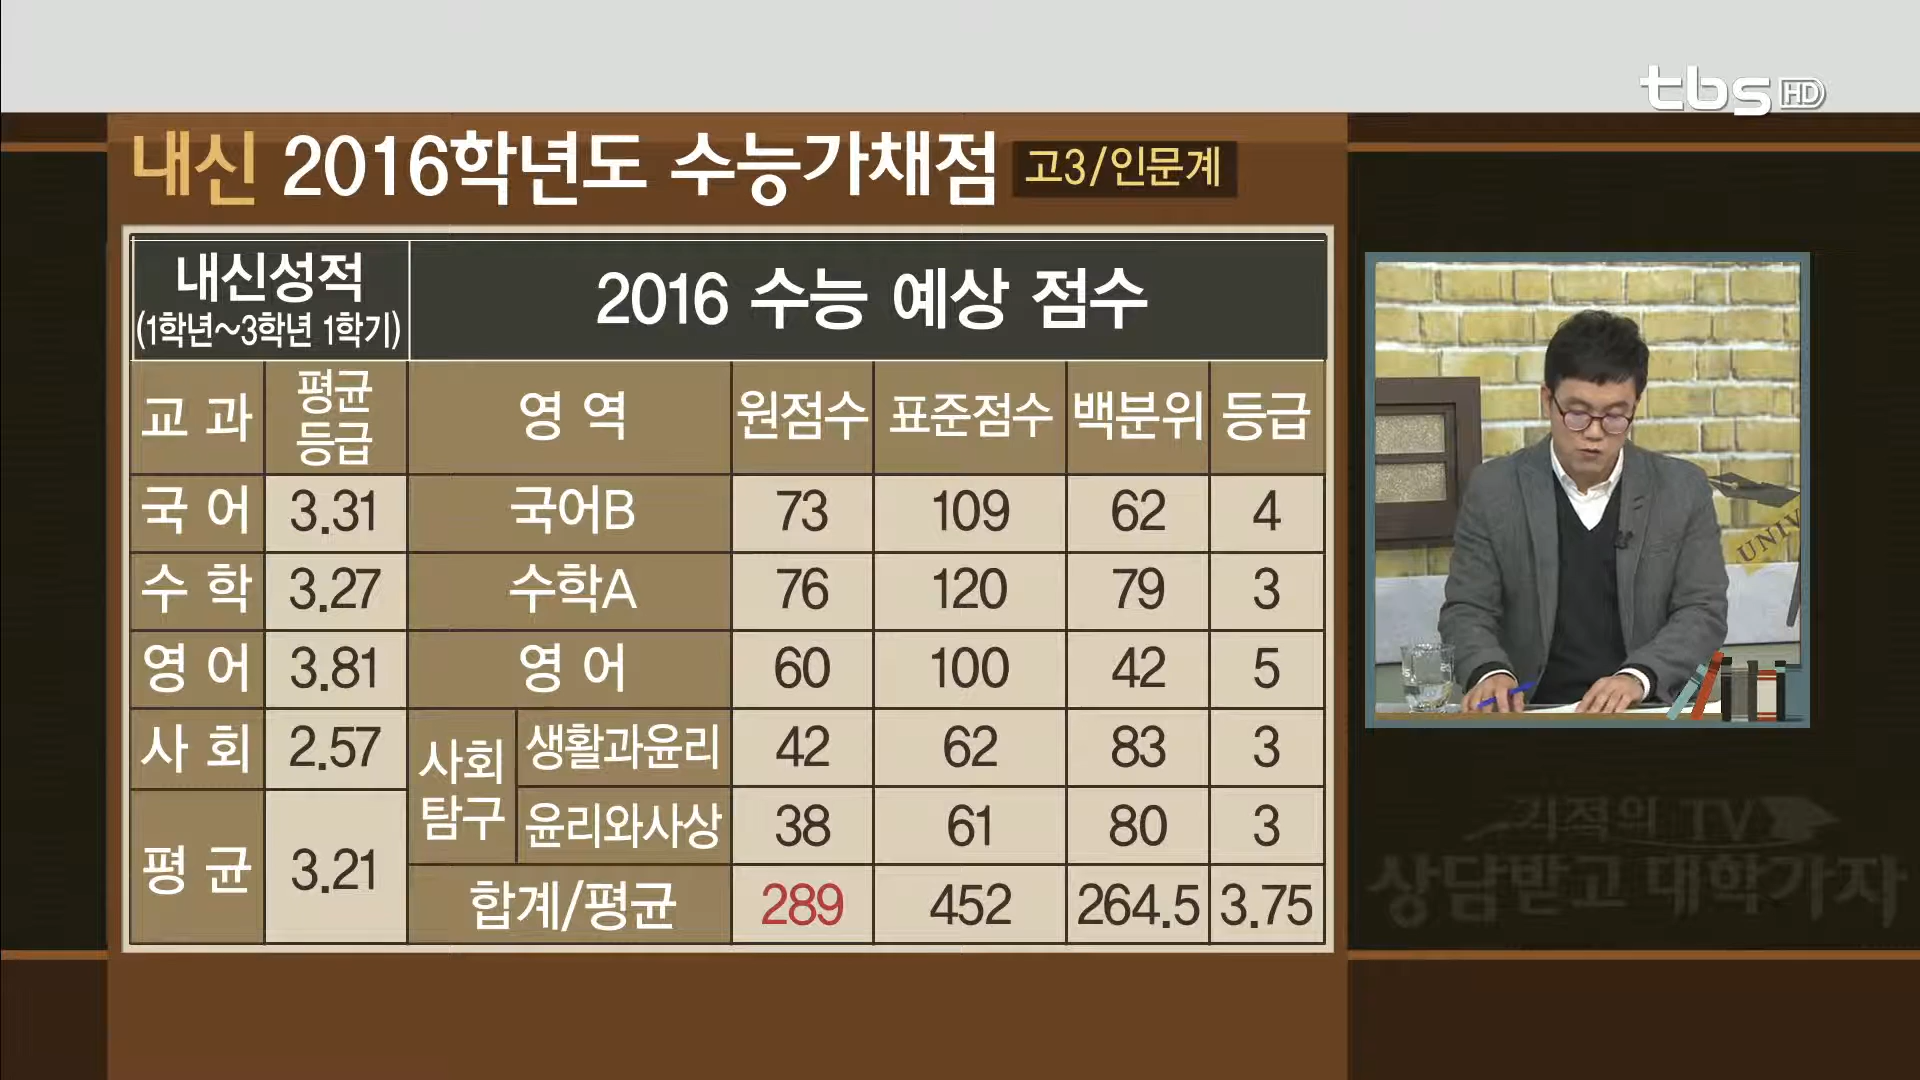 tbs HD
내신 2016학년도 수능가채점 고3/인문계
내신성적 2016 수능 예상 점수
(1학년~3학년 1학기)
교과 평균등급 영역 원점수 표준점수 백분위 등급
국어 3.31 국어B 73 109 62 4
수학 3.27 수학A 76 120 79 3
영어 3.81 영어 60 100 42 5
사회 2.57 사회탐구 생활과윤리 42 62 83 3
윤리와사상 38 61 80 3
평균 3.21 합계/평균 289 452 264.5 3.75
UNIV
기적의 TV
상담받고 대학가자